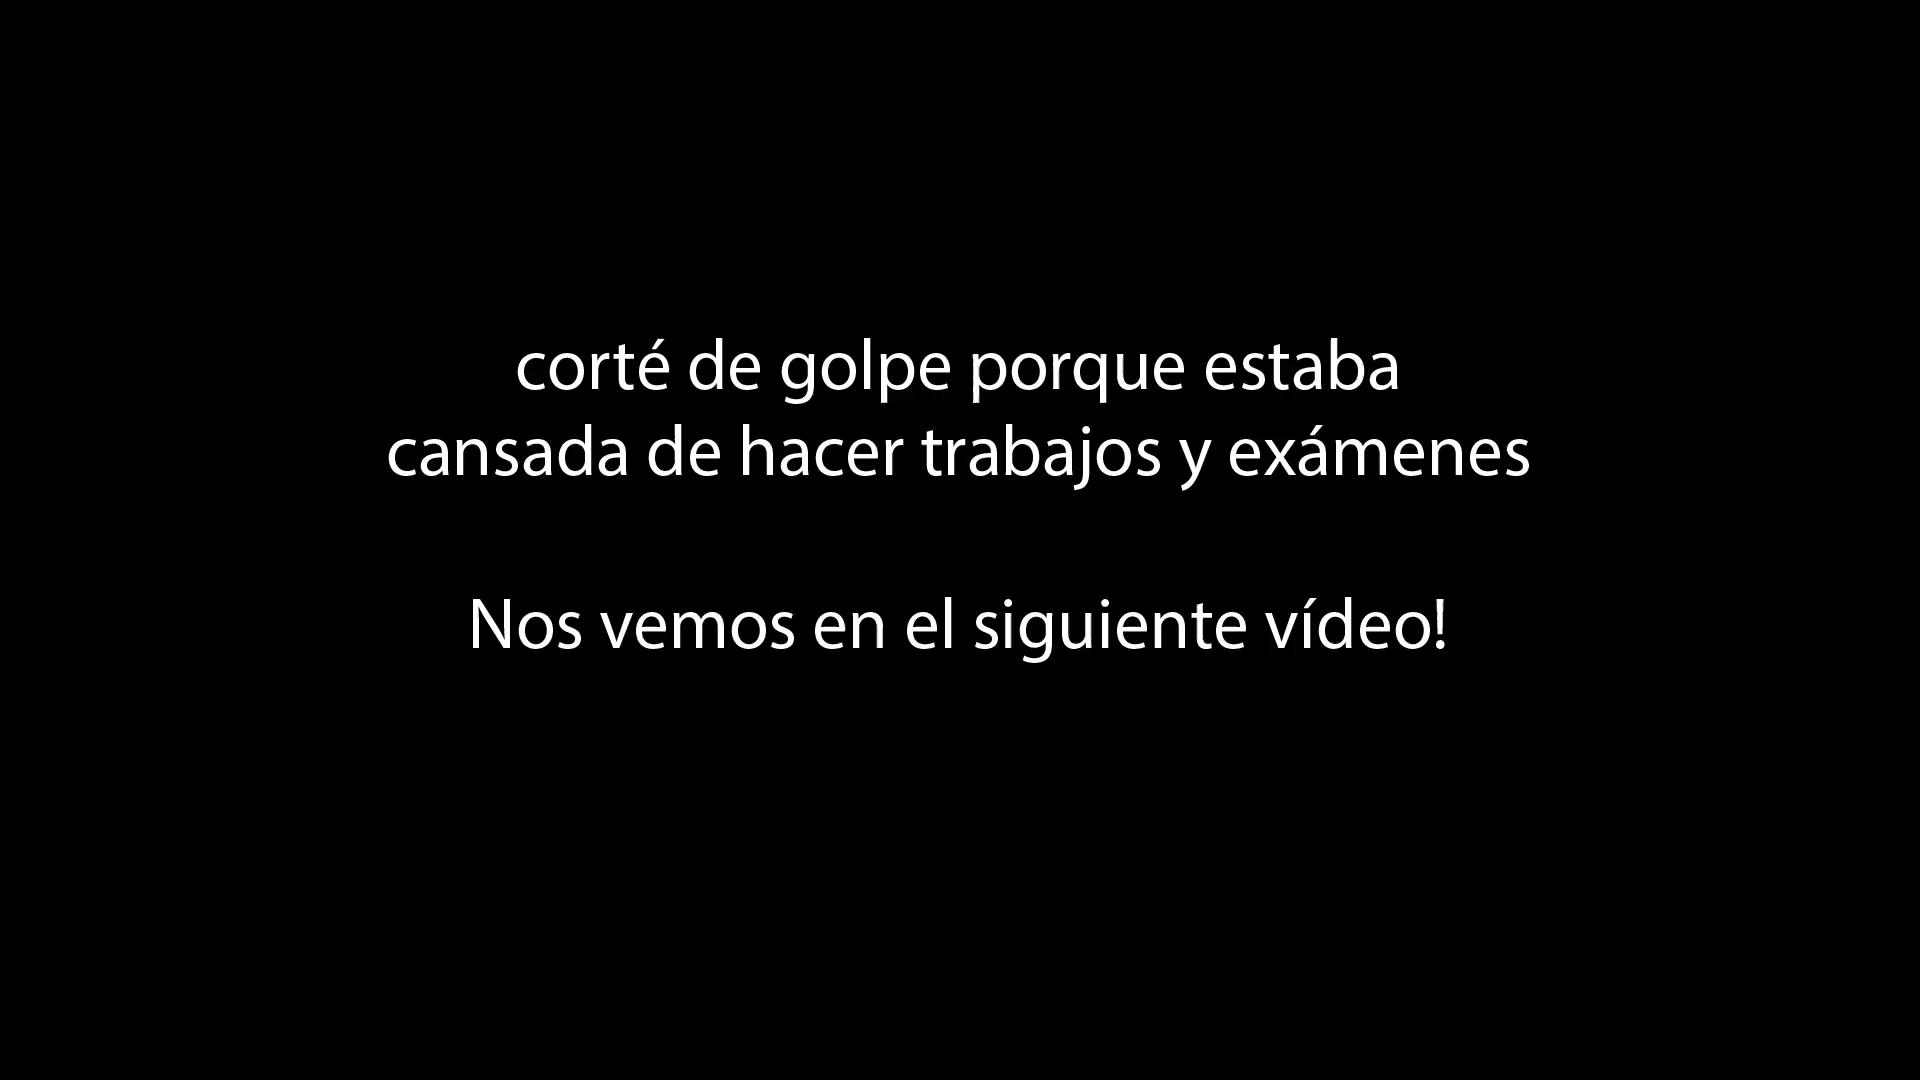 corté de golpe porque estaba
cansada de hacer trabajos y exámenes
Nos vemos en el siguiente vídeo!